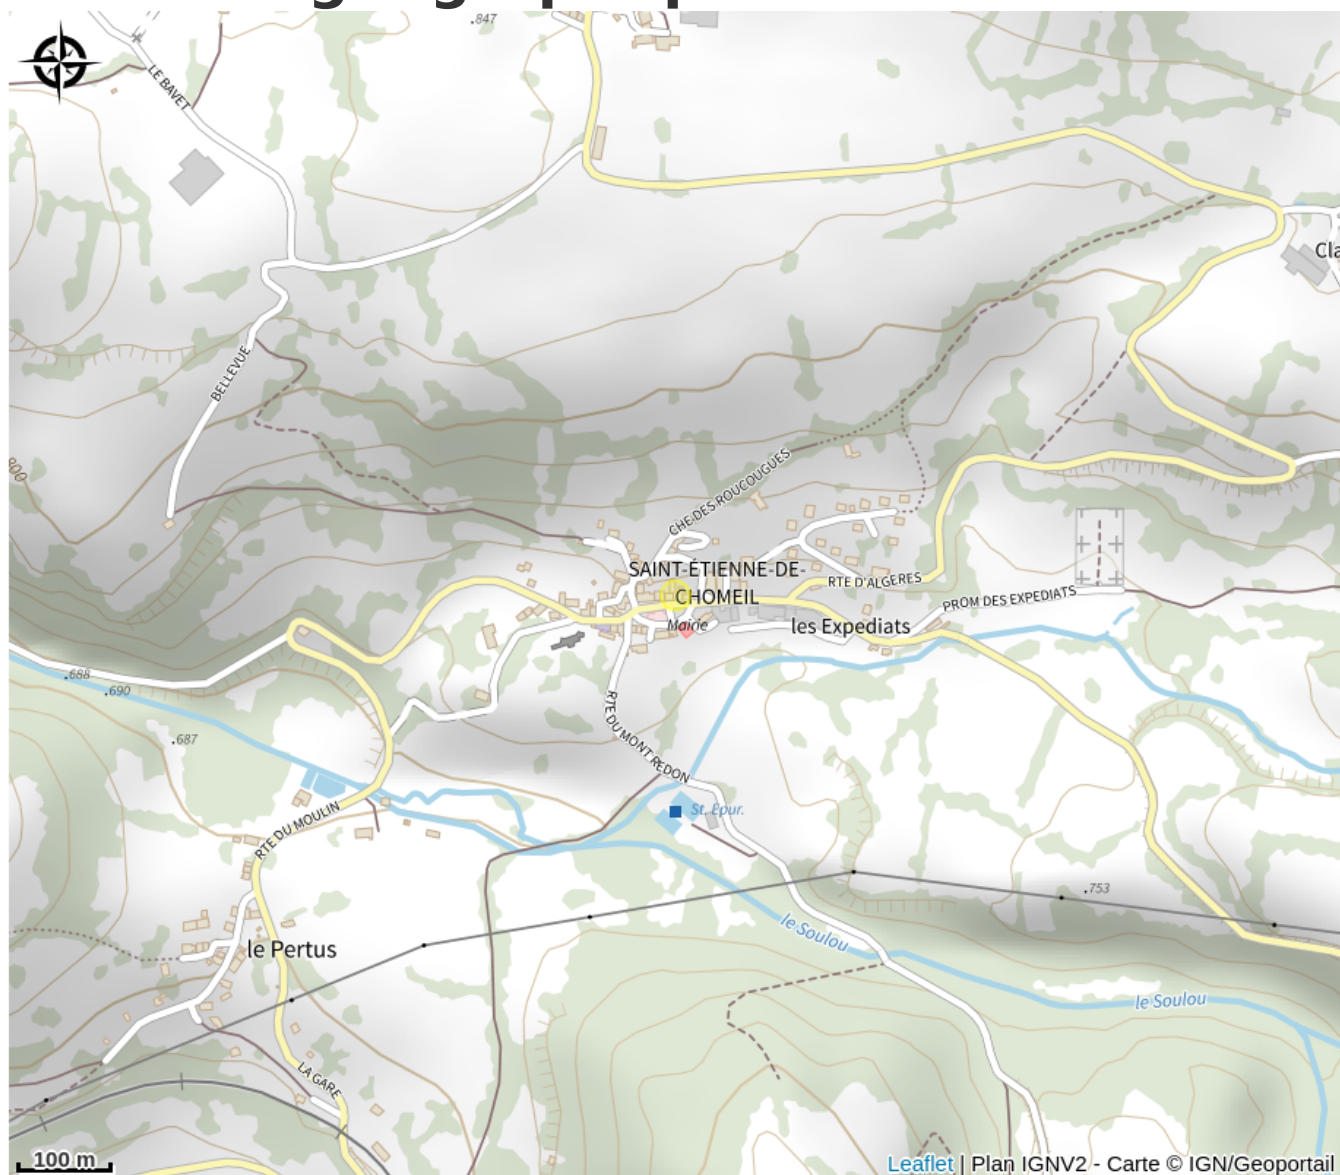 .847
LE BAVET
Cla
BELLEVUE
800
CHE DES ROUCOUGUES
SAINT-ÉTIENNE-DE-
CHOMEIL
RTE D'ALGERES
PROM DES EXPEDIATS
Mairie
les Expediats
.688
.690
.687
RTE DU MONT REDON
St. Epur.
RTE DU MOULIN
.753
le Soulou
le Pertus
le Soulou
LA GARE
100 m
Leaflet | Plan IGNV2 - Carte © IGN/Geoportail